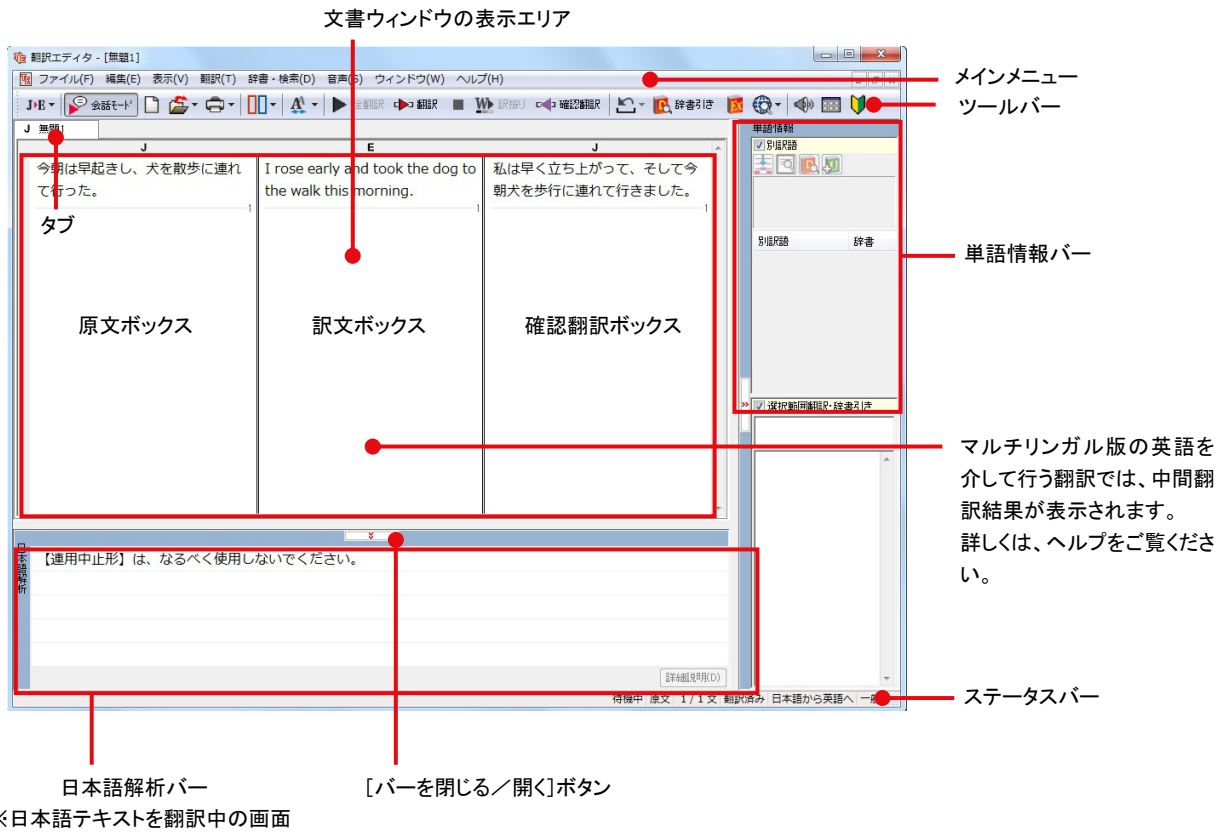 文書ウィンドウの表示エリア
翻訳エディタ - [無題1]
ファイル(F) 編集(E) 表示(V) 翻訳(T) 辞書・検索(D) 音声(S) ウィンドウ(W) ヘルプ(H)
メインメニュー
J▸E 会話モード 全翻訳 翻訳 訳振り 確認翻訳 辞書引き
ツールバー
J 無題1
J E J
今朝は早起きし、犬を散歩に連れ
て行った。
1
I rose early and took the dog to
the walk this morning.
1
私は早く立ち上がって、そして今
朝犬を歩行に連れて行きました。
1
タブ
原文ボックス
訳文ボックス
確認翻訳ボックス
単語情報
別訳語
別訳語 辞書
単語情報バー
選択範囲翻訳・辞書引き
マルチリンガル版の英語を
介して行う翻訳では、中間翻
訳結果が表示されます。
詳しくは、ヘルプをご覧くださ
い。
日本語解析
【連用中止形】は、なるべく使用しないでください。
詳細説明(D)
待機中 原文 1 / 1 文 翻訳済み 日本語から英語へ 一般
ステータスバー
日本語解析バー
[バーを閉じる／開く]ボタン
※日本語テキストを翻訳中の画面